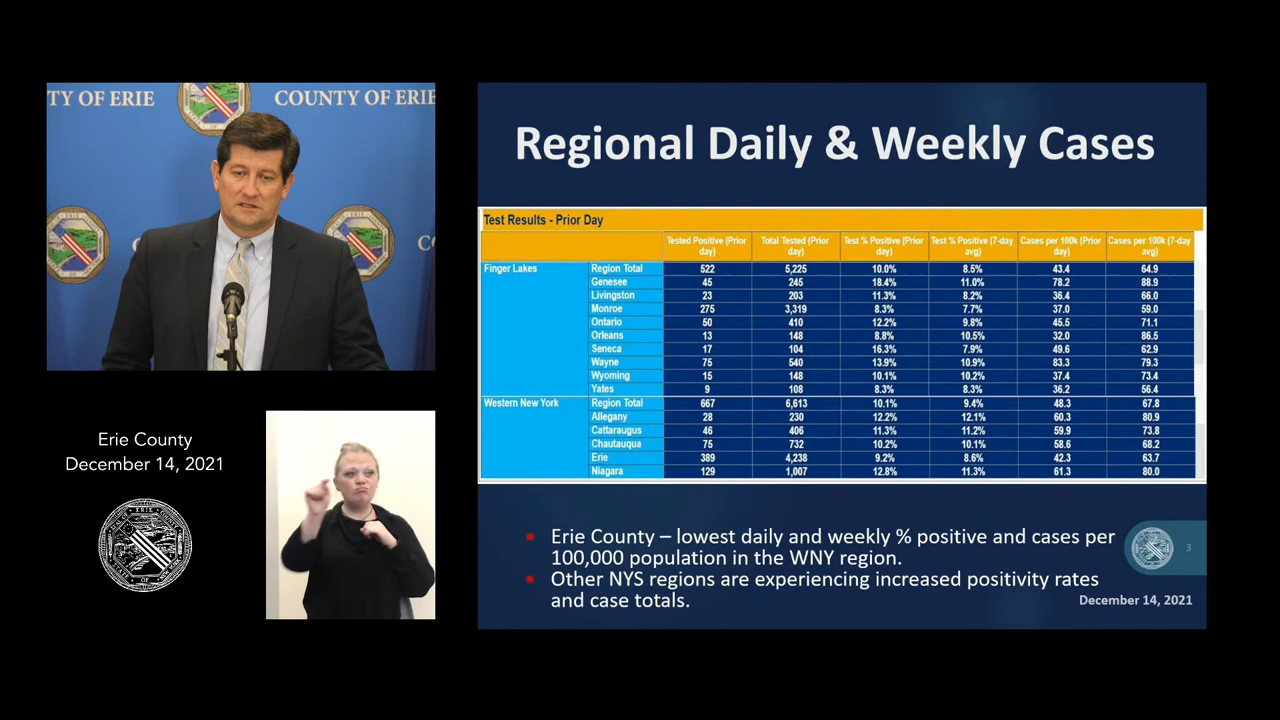 TY OF ERIE
COUNTY OF ERIE
Erie County
December 14, 2021
ERIE
OF
Regional Daily & Weekly Cases
Test Results - Prior Day
Tested Positive (Prior day) Total Tested (Prior day) Test % Positive (Prior day) Test % Positive (7-day avg) Cases per 100k (Prior day) Cases per 100k (7-day avg)
Finger Lakes Region Total 522 5,225 10.0% 8.5% 43.4 64.9
Genesee 45 245 18.4% 11.0% 78.2 88.9
Livingston 23 203 11.3% 8.2% 36.4 66.0
Monroe 275 3,319 8.3% 7.7% 37.0 59.0
Ontario 50 410 12.2% 9.8% 45.5 71.1
Orleans 13 148 8.8% 10.5% 32.0 86.5
Seneca 17 104 16.3% 7.9% 49.6 62.9
Wayne 75 540 13.9% 10.9% 83.3 79.3
Wyoming 15 148 10.1% 10.2% 37.4 73.4
Yates 9 108 8.3% 8.3% 36.2 56.4
Western New York Region Total 667 6,613 10.1% 9.4% 48.3 67.8
Allegany 28 230 12.2% 12.1% 60.3 80.9
Cattaraugus 46 406 11.3% 11.2% 59.9 73.8
Chautauqua 75 732 10.2% 10.1% 58.6 68.2
Erie 389 4,238 9.2% 8.6% 42.3 63.7
Niagara 129 1,007 12.8% 11.3% 61.3 80.0
Erie County – lowest daily and weekly % positive and cases per
100,000 population in the WNY region.
Other NYS regions are experiencing increased positivity rates
and case totals.
3
December 14, 2021